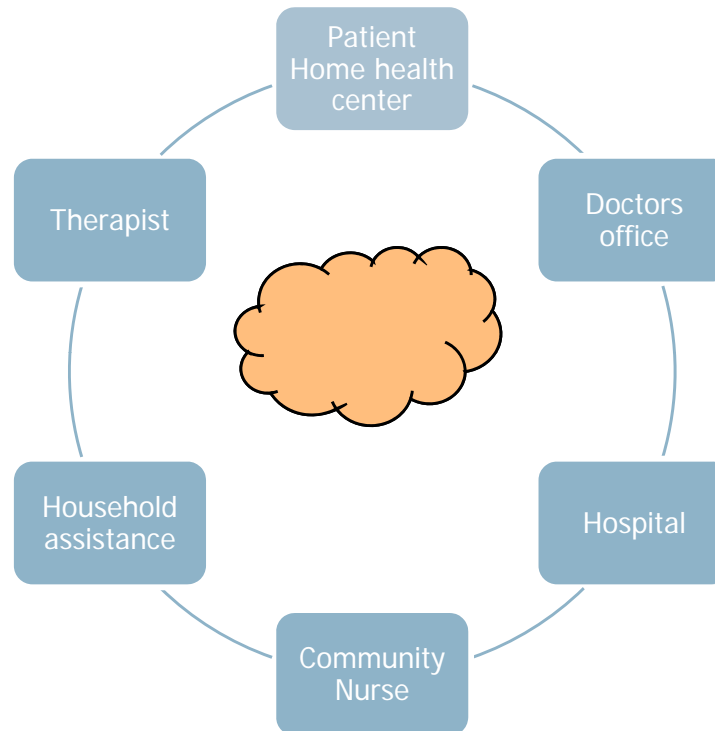 Patient
Home health
center
Therapist
Doctors
office
Household
assistance
Hospital
Community
Nurse